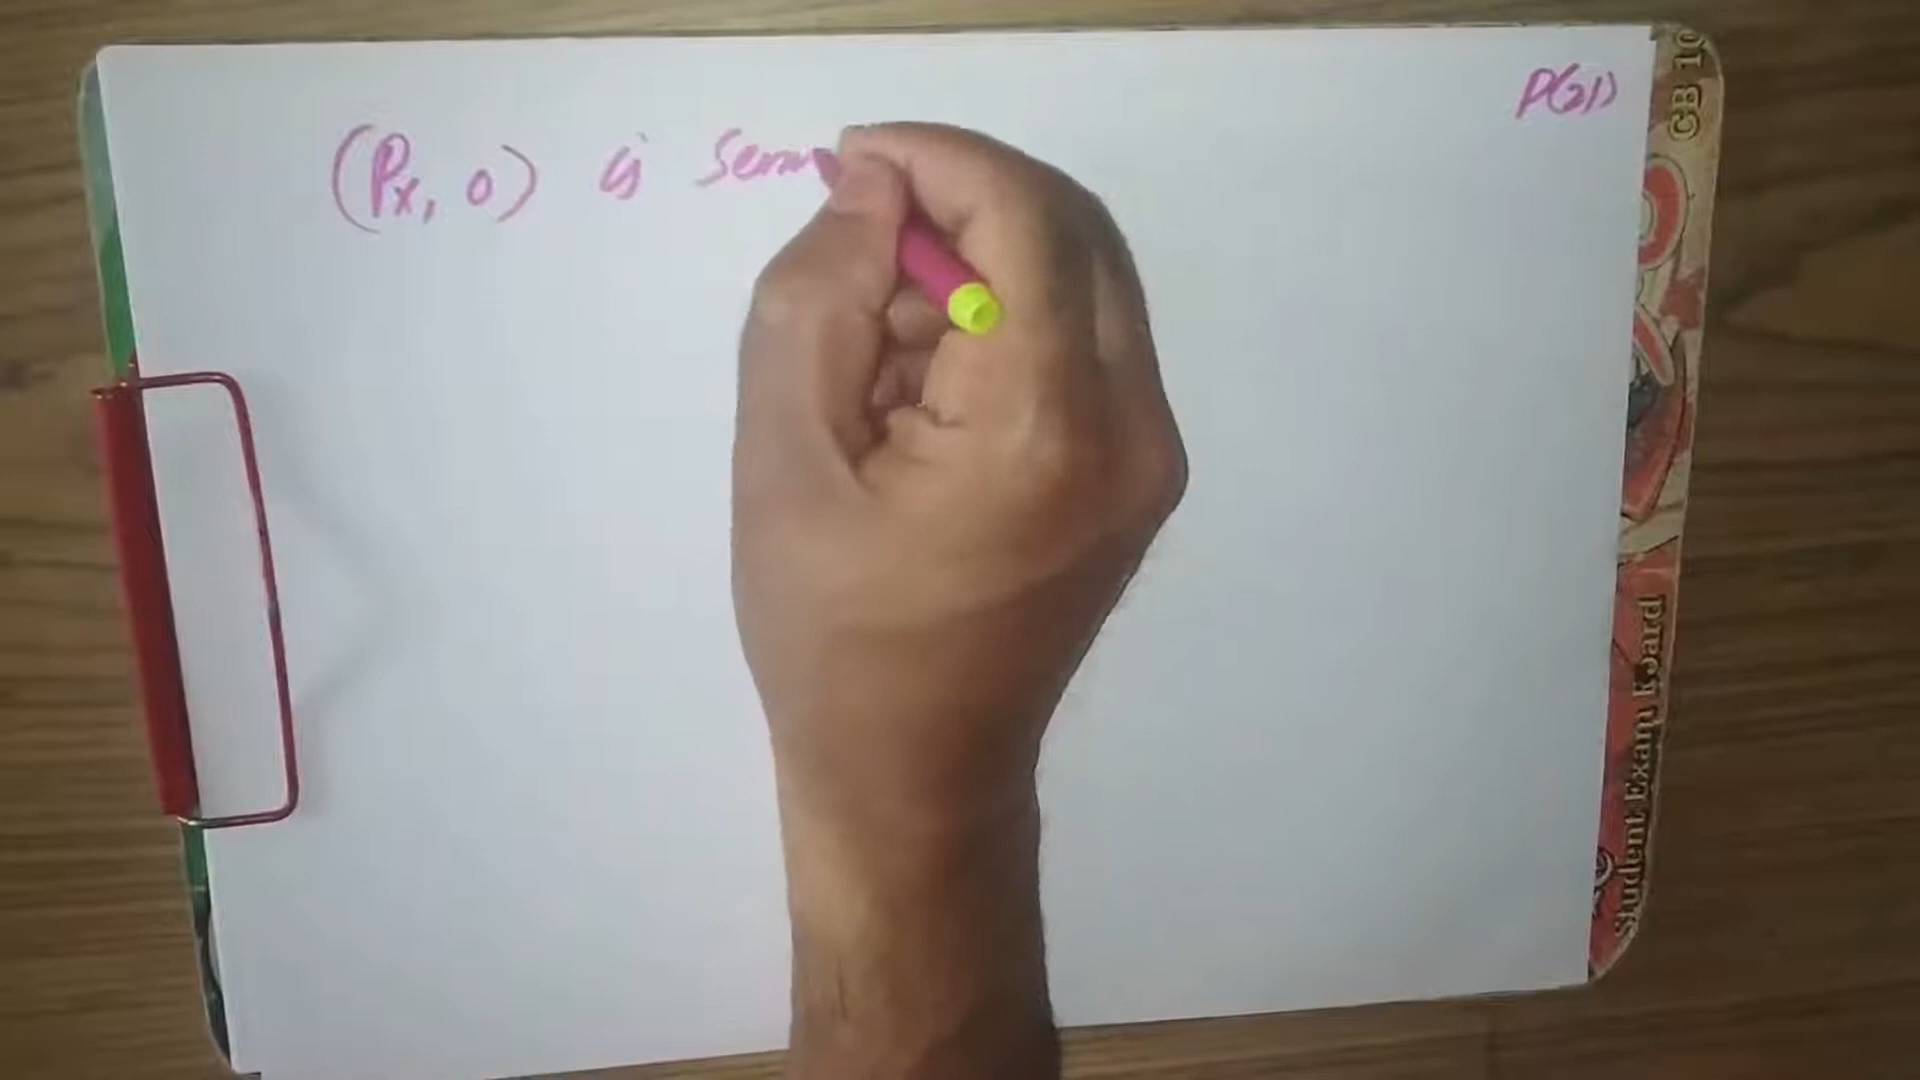 P(21)
(Px, 0) is Sem
CB 10
Student Exam Board